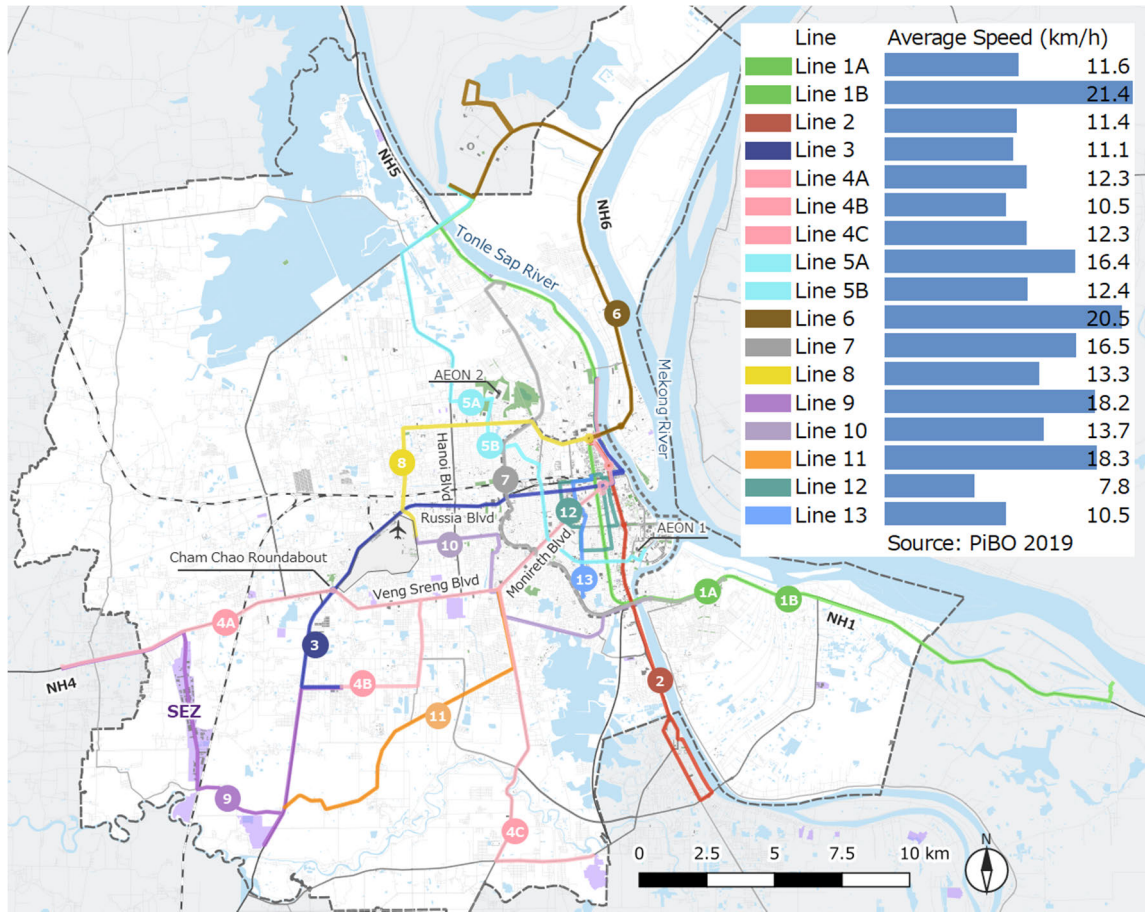 Line Average Speed (km/h)
Line 1A 11.6
Line 1B 21.4
Line 2 11.4
Line 3 11.1
Line 4A 12.3
Line 4B 10.5
Line 4C 12.3
Line 5A 16.4
Line 5B 12.4
Line 6 20.5
Line 7 16.5
Line 8 13.3
Line 9 18.2
Line 10 13.7
Line 11 18.3
Line 12 7.8
Line 13 10.5
Source: PiBO 2019
NH5
NH6
Tonle Sap River
6
Mekong River
AEON 2
5A
5B
Hanoi Blvd
8
7
12
Russia Blvd
AEON 1
10
Monireth Blvd
Cham Chao Roundabout
Veng Sreng Blvd
13
1A
1B
NH1
4A
3
NH4
4B
2
SEZ
11
9
4C
N
0 2.5 5 7.5 10 km